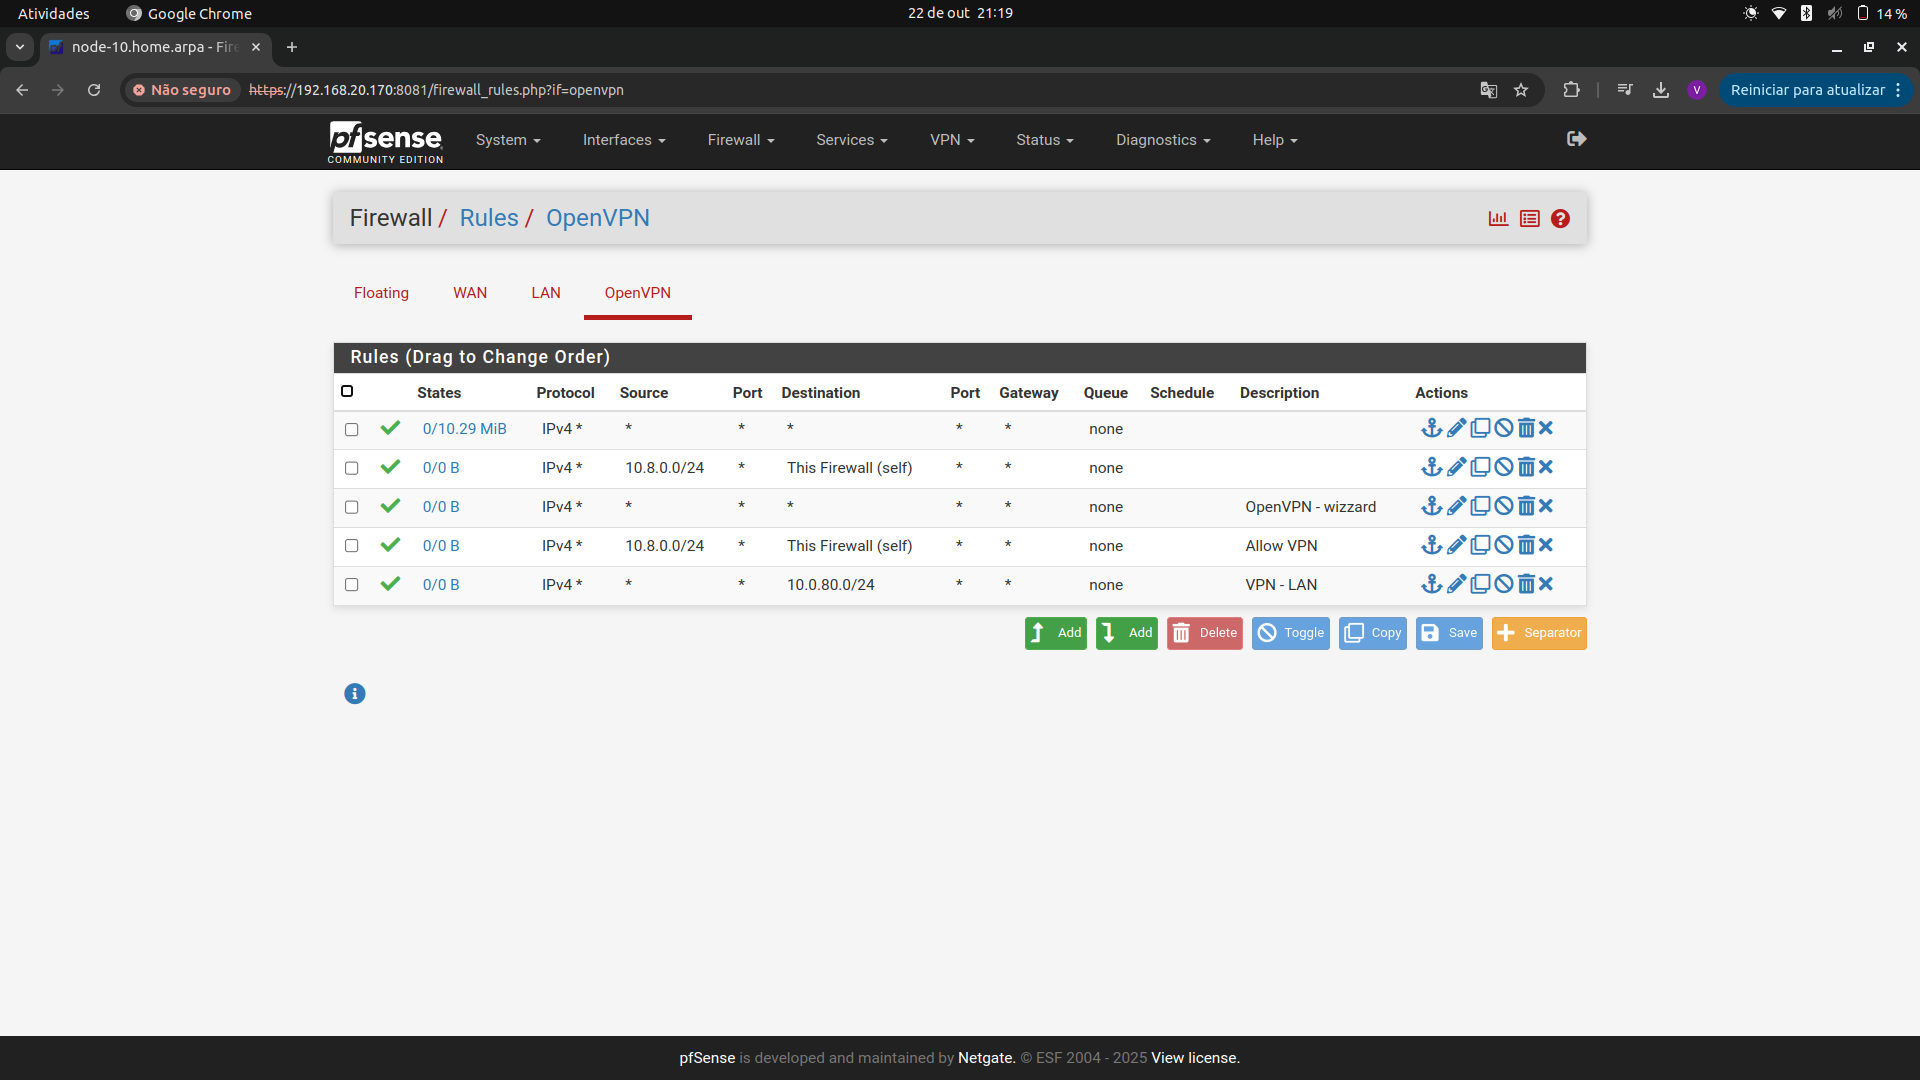 Atividades Google Chrome 22 de out 21:19 14 %
node-10.home.arpa - Fire
Não seguro https://192.168.20.170:8081/firewall_rules.php?if=openvpn V Reiniciar para atualizar
pfsense System Interfaces Firewall Services VPN Status Diagnostics Help
COMMUNITY EDITION
Firewall / Rules / OpenVPN
Floating WAN LAN OpenVPN
Rules (Drag to Change Order)
States Protocol Source Port Destination Port Gateway Queue Schedule Description Actions
0/10.29 MiB IPv4 * * * * * * none
0/0 B IPv4 * 10.8.0.0/24 * This Firewall (self) * * none
0/0 B IPv4 * * * * * * none OpenVPN - wizzard
0/0 B IPv4 * 10.8.0.0/24 * This Firewall (self) * * none Allow VPN
0/0 B IPv4 * * * 10.0.80.0/24 * * none VPN - LAN
Add Add Delete Toggle Copy Save Separator
pfSense is developed and maintained by Netgate. © ESF 2004 - 2025 View license.